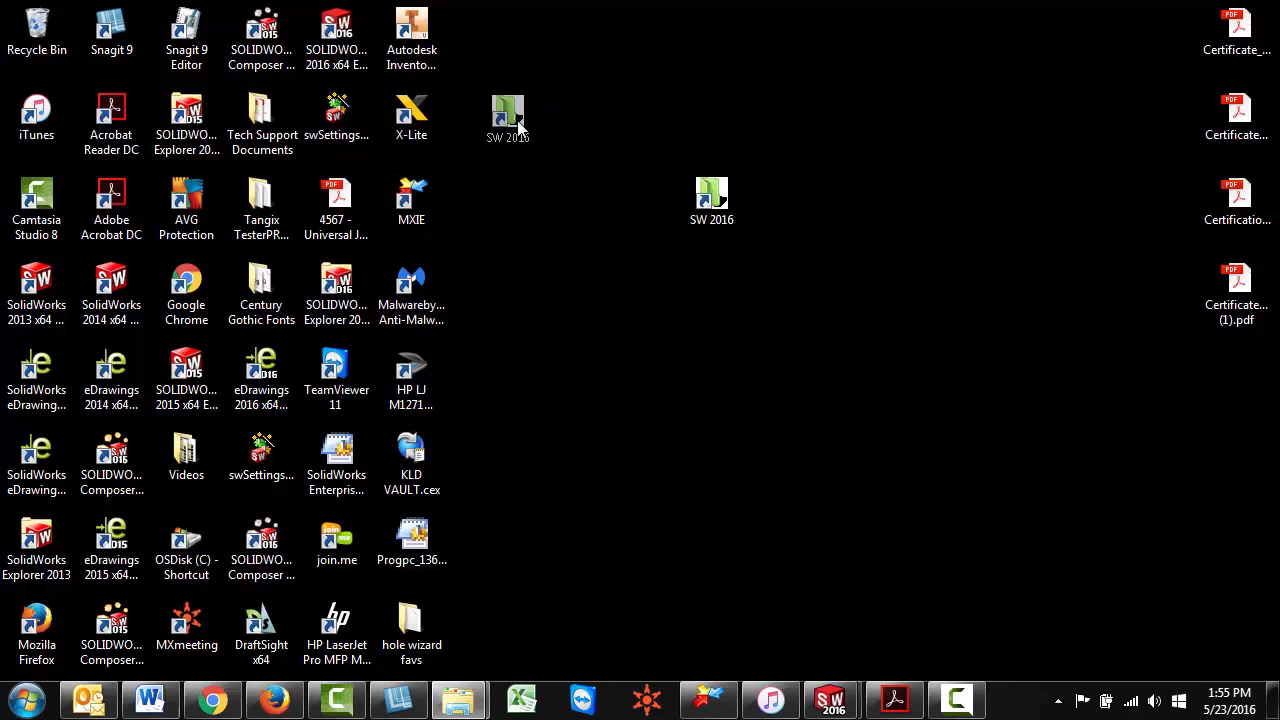 Recycle Bin
Snagit 9
Snagit 9
Editor
SOLIDWO...
Composer ...
SOLIDWO...
2016 x64 E...
Autodesk
Invento...
Certificate_...
iTunes
Acrobat
Reader DC
SOLIDWO...
Explorer 20...
Tech Support
Documents
swSettings...
X-Lite
SW 2016
Certificate...
Camtasia
Studio 8
Adobe
Acrobat DC
AVG
Protection
Tangix
TesterPR...
4567 -
Universal J...
MXIE
SW 2016
Certificatio...
SolidWorks
2013 x64 ...
SolidWorks
2014 x64 ...
Google
Chrome
Century
Gothic Fonts
SOLIDWO...
Explorer 20...
Malwareby...
Anti-Malw...
Certificate...
(1).pdf
SolidWorks
eDrawing...
eDrawings
2014 x64...
SOLIDWO...
2015 x64 E...
eDrawings
2016 x64...
TeamViewer
11
HP LJ
M1271...
SolidWorks
eDrawing...
SOLIDWO...
Composer...
Videos
swSettings...
SolidWorks
Enterpris...
KLD
VAULT.cex
SolidWorks
Explorer 2013
eDrawings
2015 x64...
OSDisk (C) -
Shortcut
SOLIDWO...
Composer ...
join.me
Progpc_136...
Mozilla
Firefox
SOLIDWO...
Composer...
MXmeeting
DraftSight
x64
HP LaserJet
Pro MFP M...
hole wizard
favs
1:55 PM
5/23/2016